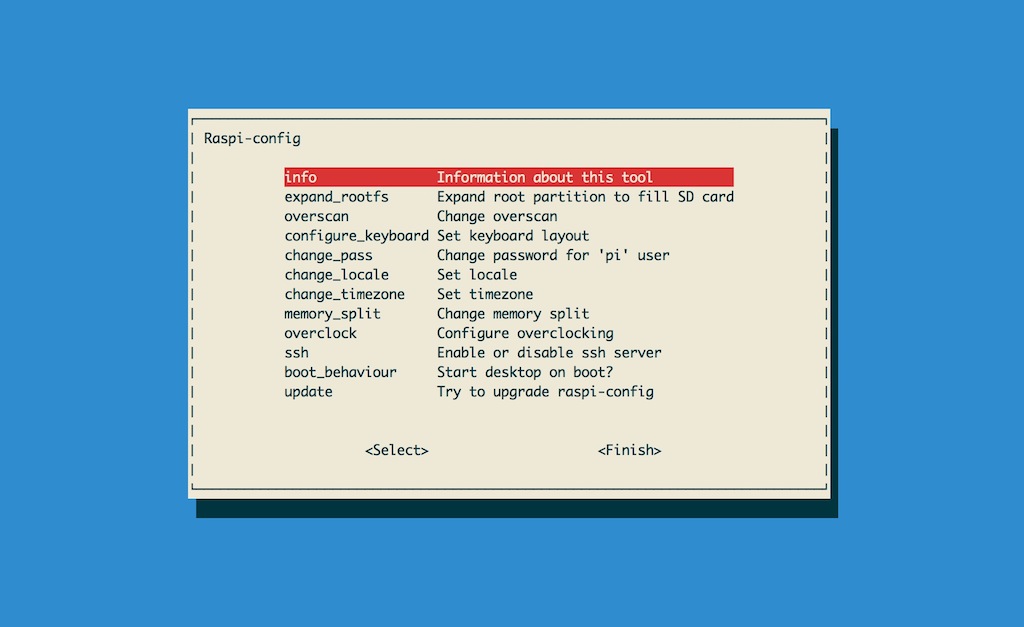 Raspi-config
info Information about this tool
expand_rootfs Expand root partition to fill SD card
overscan Change overscan
configure_keyboard Set keyboard layout
change_pass Change password for 'pi' user
change_locale Set locale
change_timezone Set timezone
memory_split Change memory split
overclock Configure overclocking
ssh Enable or disable ssh server
boot_behaviour Start desktop on boot?
update Try to upgrade raspi-config
<Select> <Finish>